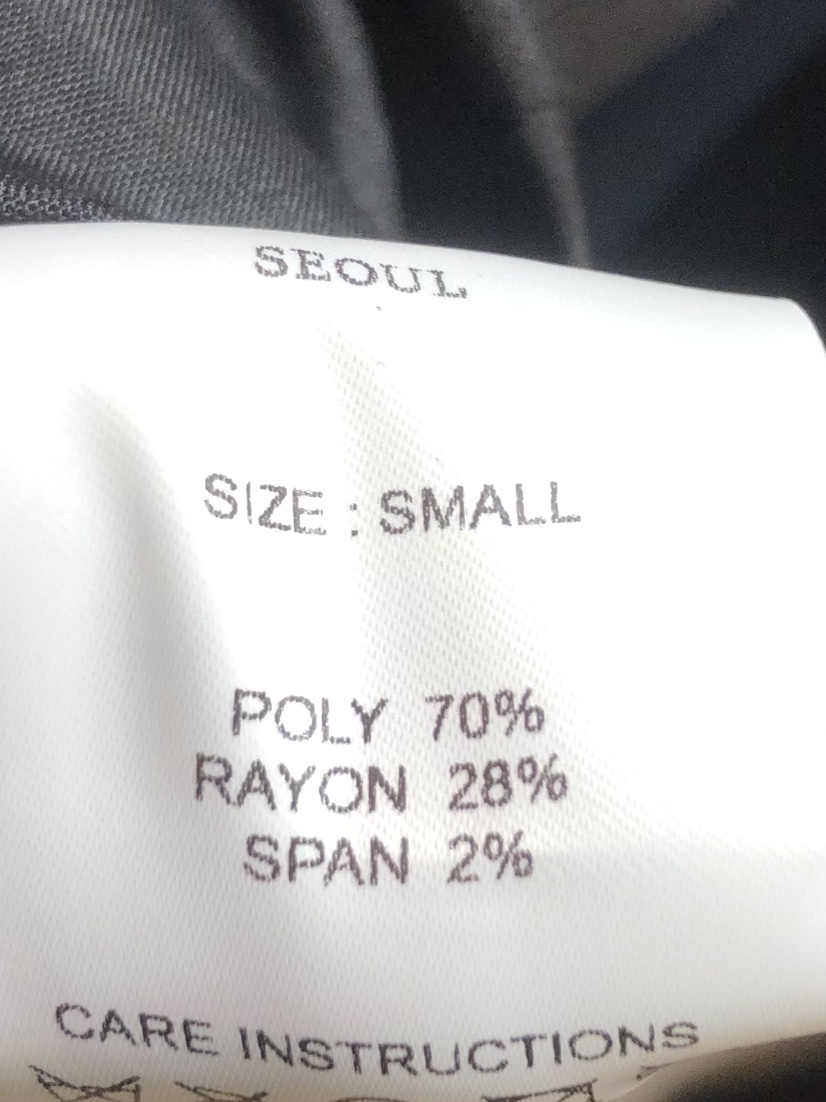 SEOUL
SIZE : SMALL
POLY 70%
RAYON 28%
SPAN 2%
CARE INSTRUCTIONS